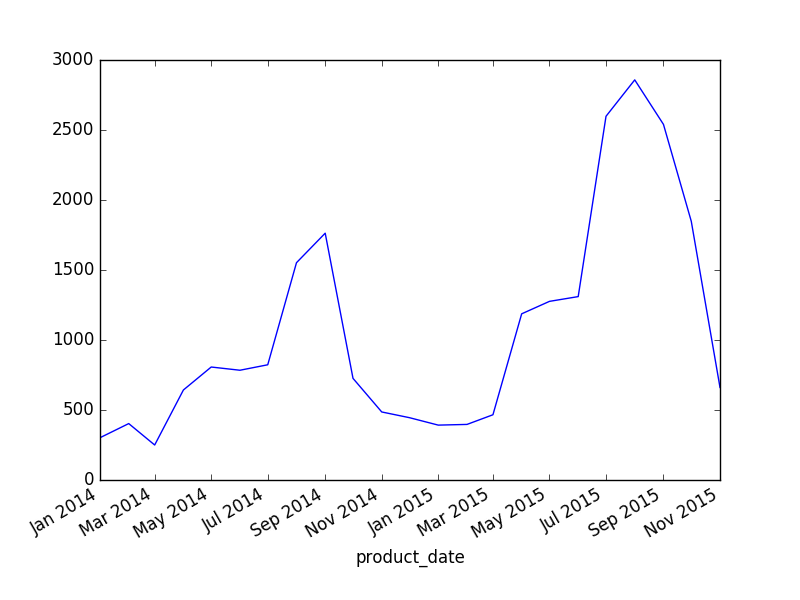 3000
2500
2000
1500
1000
500
0
Jan 2014
Mar 2014
May 2014
Jul 2014
Sep 2014
Nov 2014
Jan 2015
Mar 2015
May 2015
Jul 2015
Sep 2015
Nov 2015
product_date